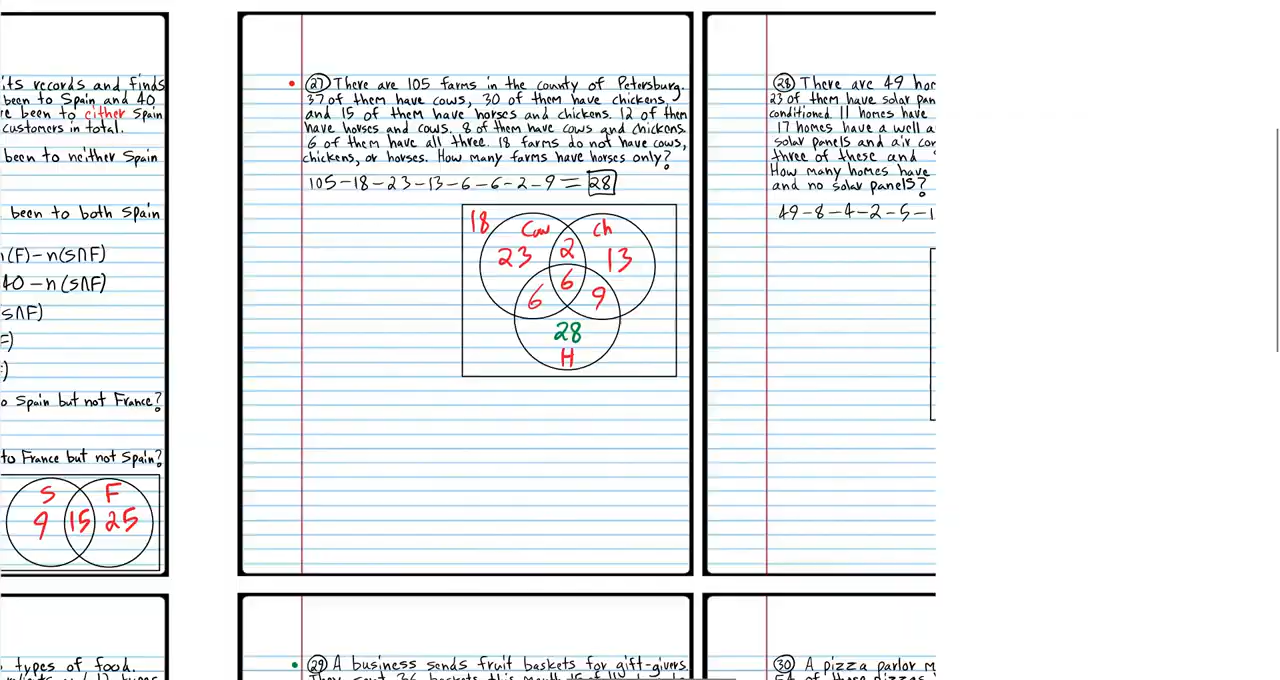 its records and finds
been to Spain and 40
re been to either Spain
customers in total.
been to neither Spain
been to both Spain
n(F)-n(S∩F)
40-n(S∩F)
S∩F)
F)
)
o Spain but not France?
to France but not Spain?
S F
9 15 25
types of food.
27 There are 105 farms in the county of Petersburg.
37 of them have cows, 30 of them have chickens,
and 15 of them have horses and chickens. 12 of them
have horses and cows. 8 of them have cows and chickens.
6 of them have all three. 18 farms do not have cows,
chickens, or horses. How many farms have horses only?
105-18-23-13-6-6-2-9=28
18
Cow Ch
23 2 13
6
6 9
28
H
28 There are 49 hor
23 of them have solar pan
conditioned. 11 homes have
17 homes have a well a
solar panels and air con
three of these and
How many homes have
and no solar panels?
49-8-4-2-5-1
29 A business sends fruit baskets for gift-givers.
30 A pizza parlor m